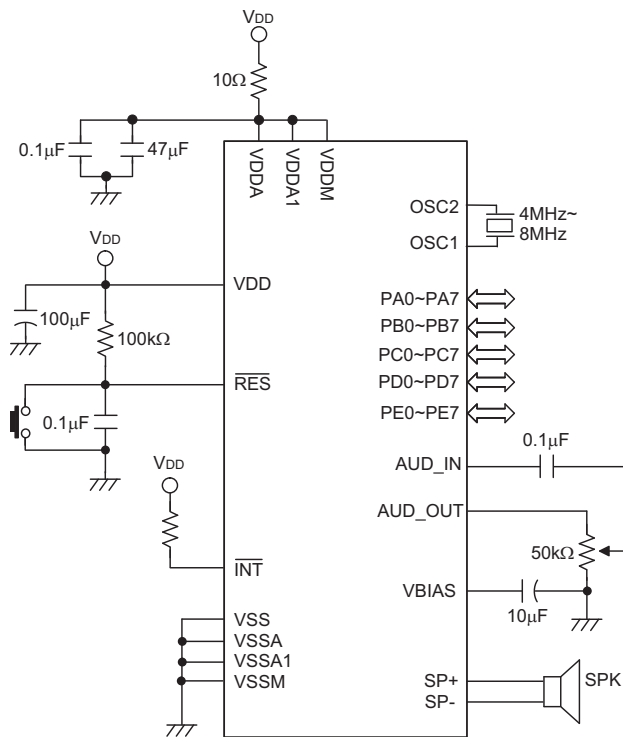 VDD
10Ω
0.1μF
47μF
VDDA
VDDA1
VDDM
OSC2
OSC1
4MHz~
8MHz
VDD
VDD
100μF
100kΩ
PA0~PA7
PB0~PB7
PC0~PC7
PD0~PD7
PE0~PE7
RES
0.1μF
VDD
INT
AUD_IN
0.1μF
AUD_OUT
50kΩ
VBIAS
10μF
VSS
VSSA
VSSA1
VSSM
SP+
SP-
SPK